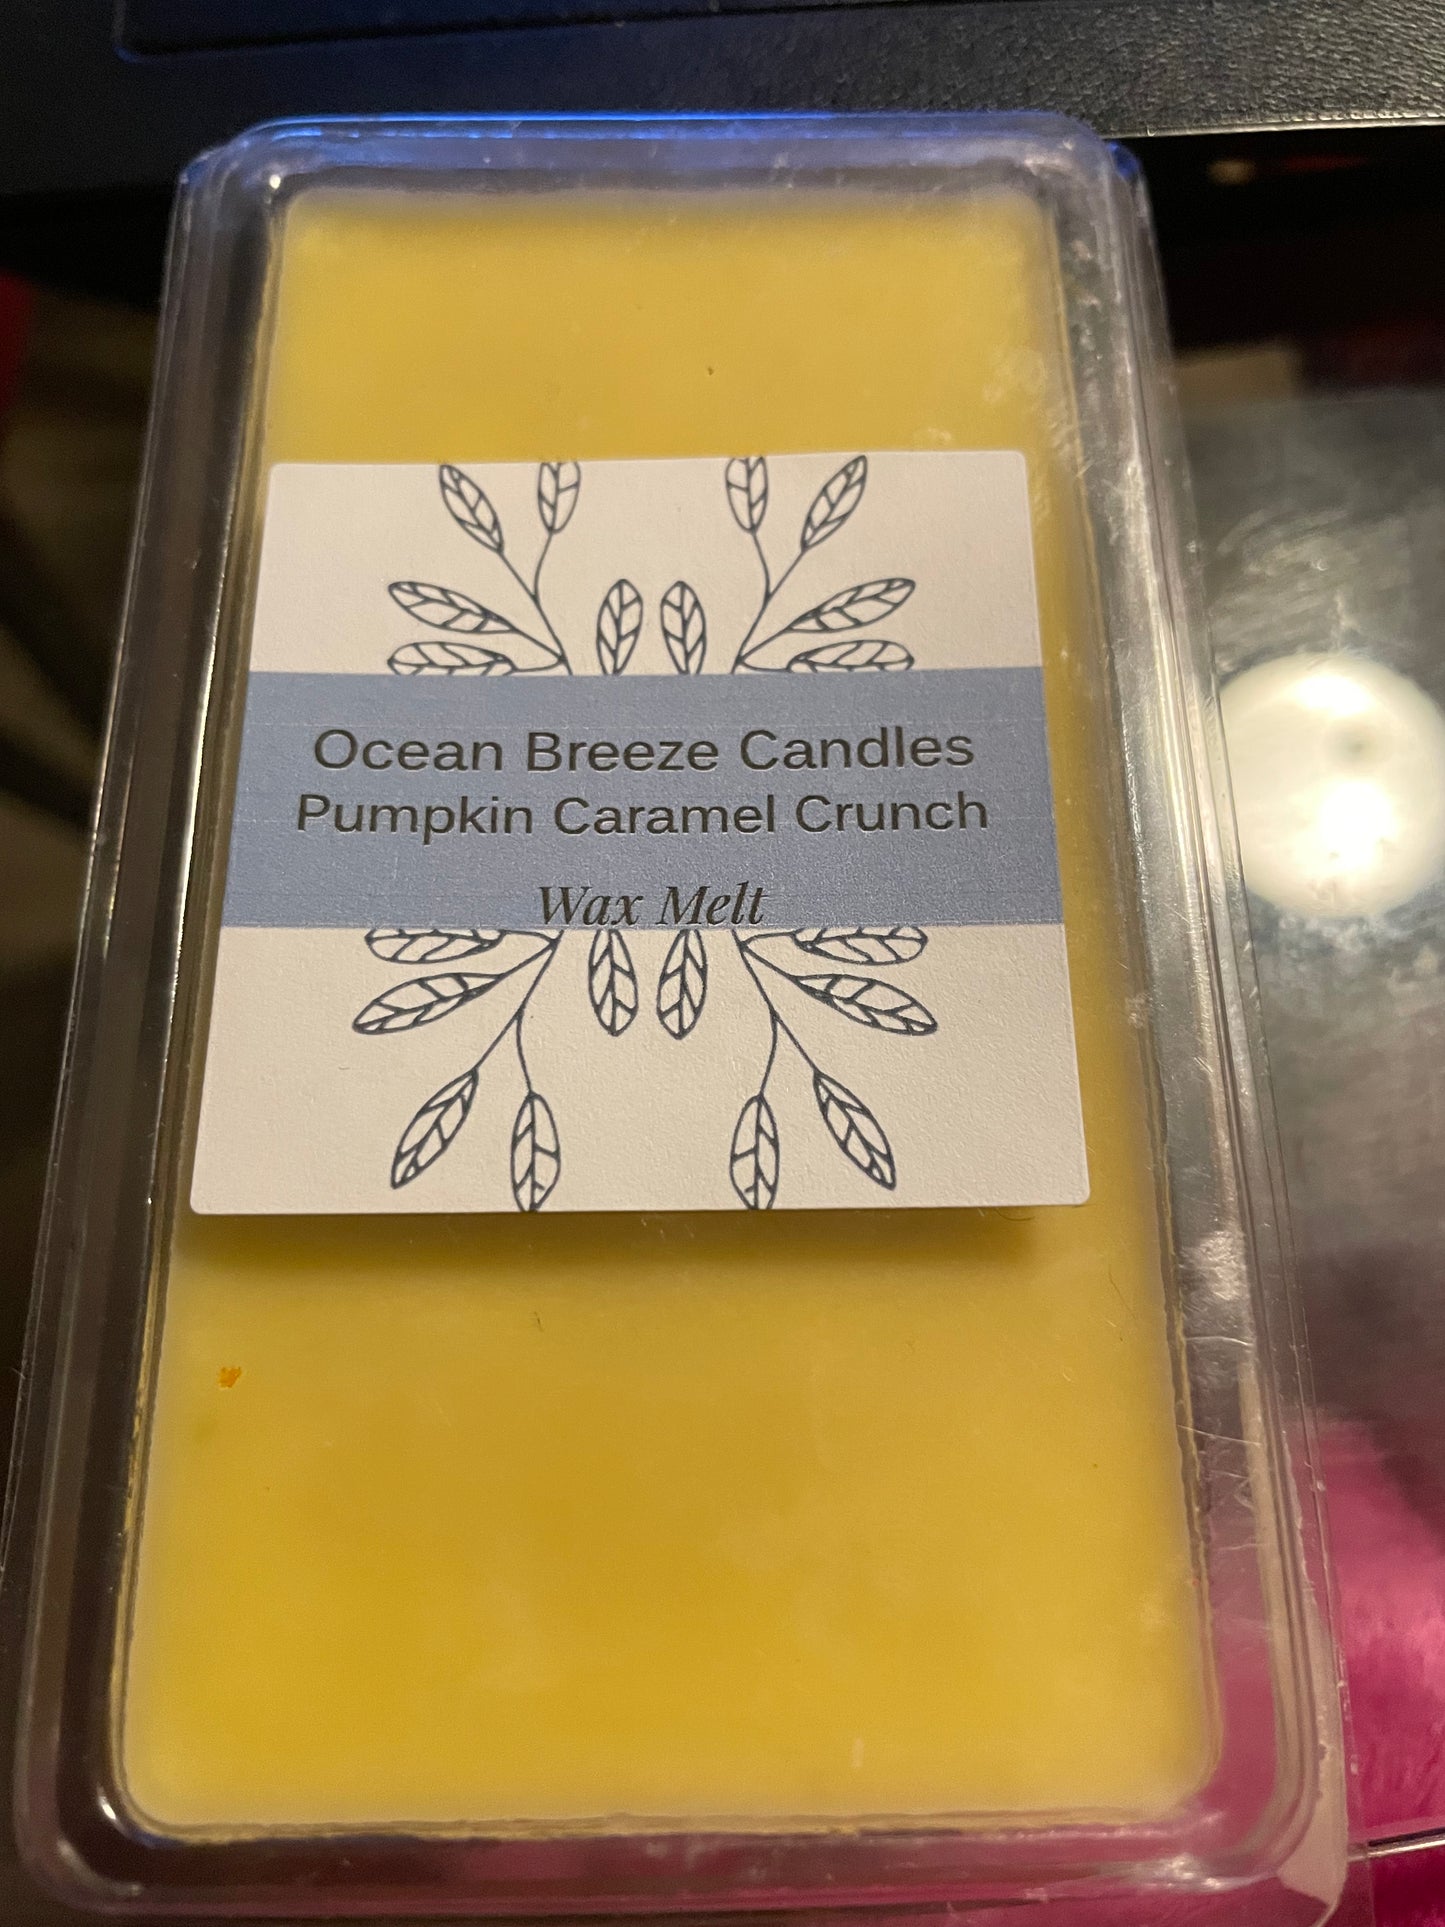 Ocean Breeze Candles
Pumpkin Caramel Crunch
Wax Melt